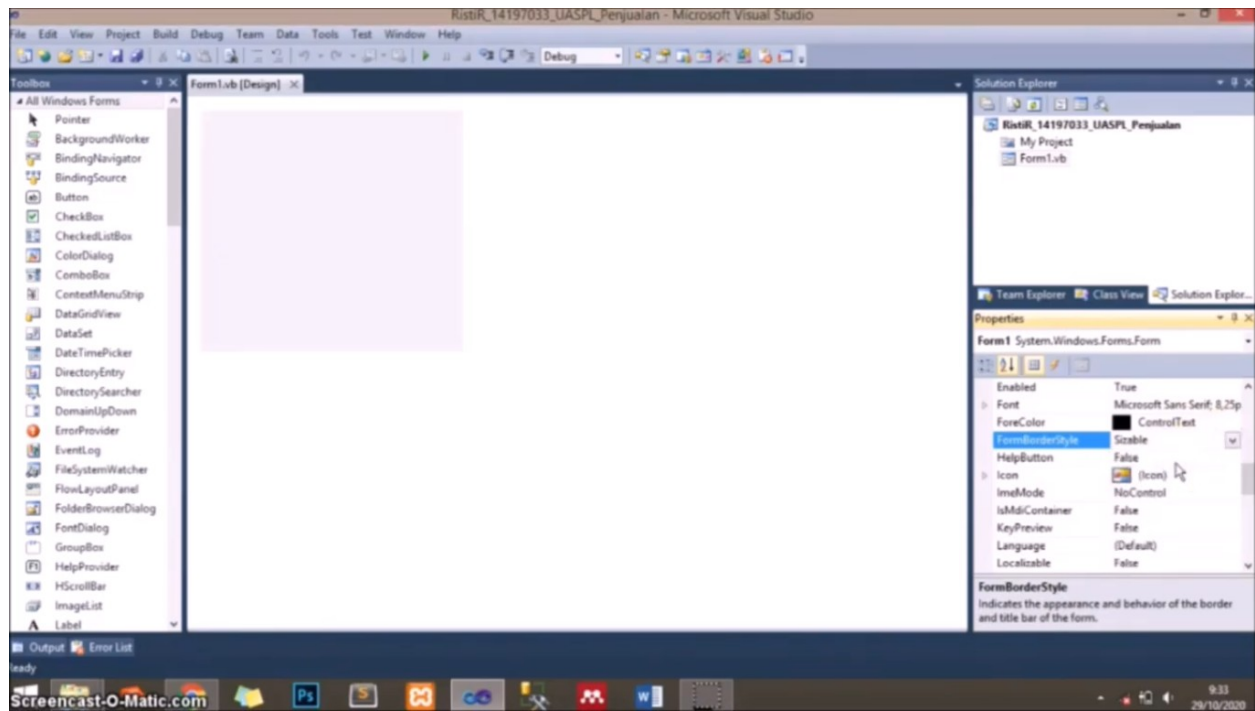 RistiR_14197033_UASPL_Penjualan - Microsoft Visual Studio
File Edit View Project Build Debug Team Data Tools Test Window Help
Debug
Toolbox
All Windows Forms
Pointer
BackgroundWorker
BindingNavigator
BindingSource
Button
CheckBox
CheckedListBox
ColorDialog
ComboBox
ContextMenuStrip
DataGridView
DataSet
DateTimePicker
DirectoryEntry
DirectorySearcher
DomainUpDown
ErrorProvider
EventLog
FileSystemWatcher
FlowLayoutPanel
FolderBrowserDialog
FontDialog
GroupBox
HelpProvider
HScrollBar
ImageList
A Label
Form1.vb [Design]
Solution Explorer
RistiR_14197033_UASPL_Penjualan
My Project
Form1.vb
Team Explorer Class View Solution Explor...
Properties
Form1 System.Windows.Forms.Form
Enabled True
Font Microsoft Sans Serif; 8,25p
ForeColor ControlText
FormBorderStyle Sizable
HelpButton False
Icon (Icon)
ImeMode NoControl
IsMdiContainer False
KeyPreview False
Language (Default)
Localizable False
FormBorderStyle
Indicates the appearance and behavior of the border
and title bar of the form.
Output Error List
Ready
Screencast-O-Matic.com
Ps
S
W
9:33
29/10/2020